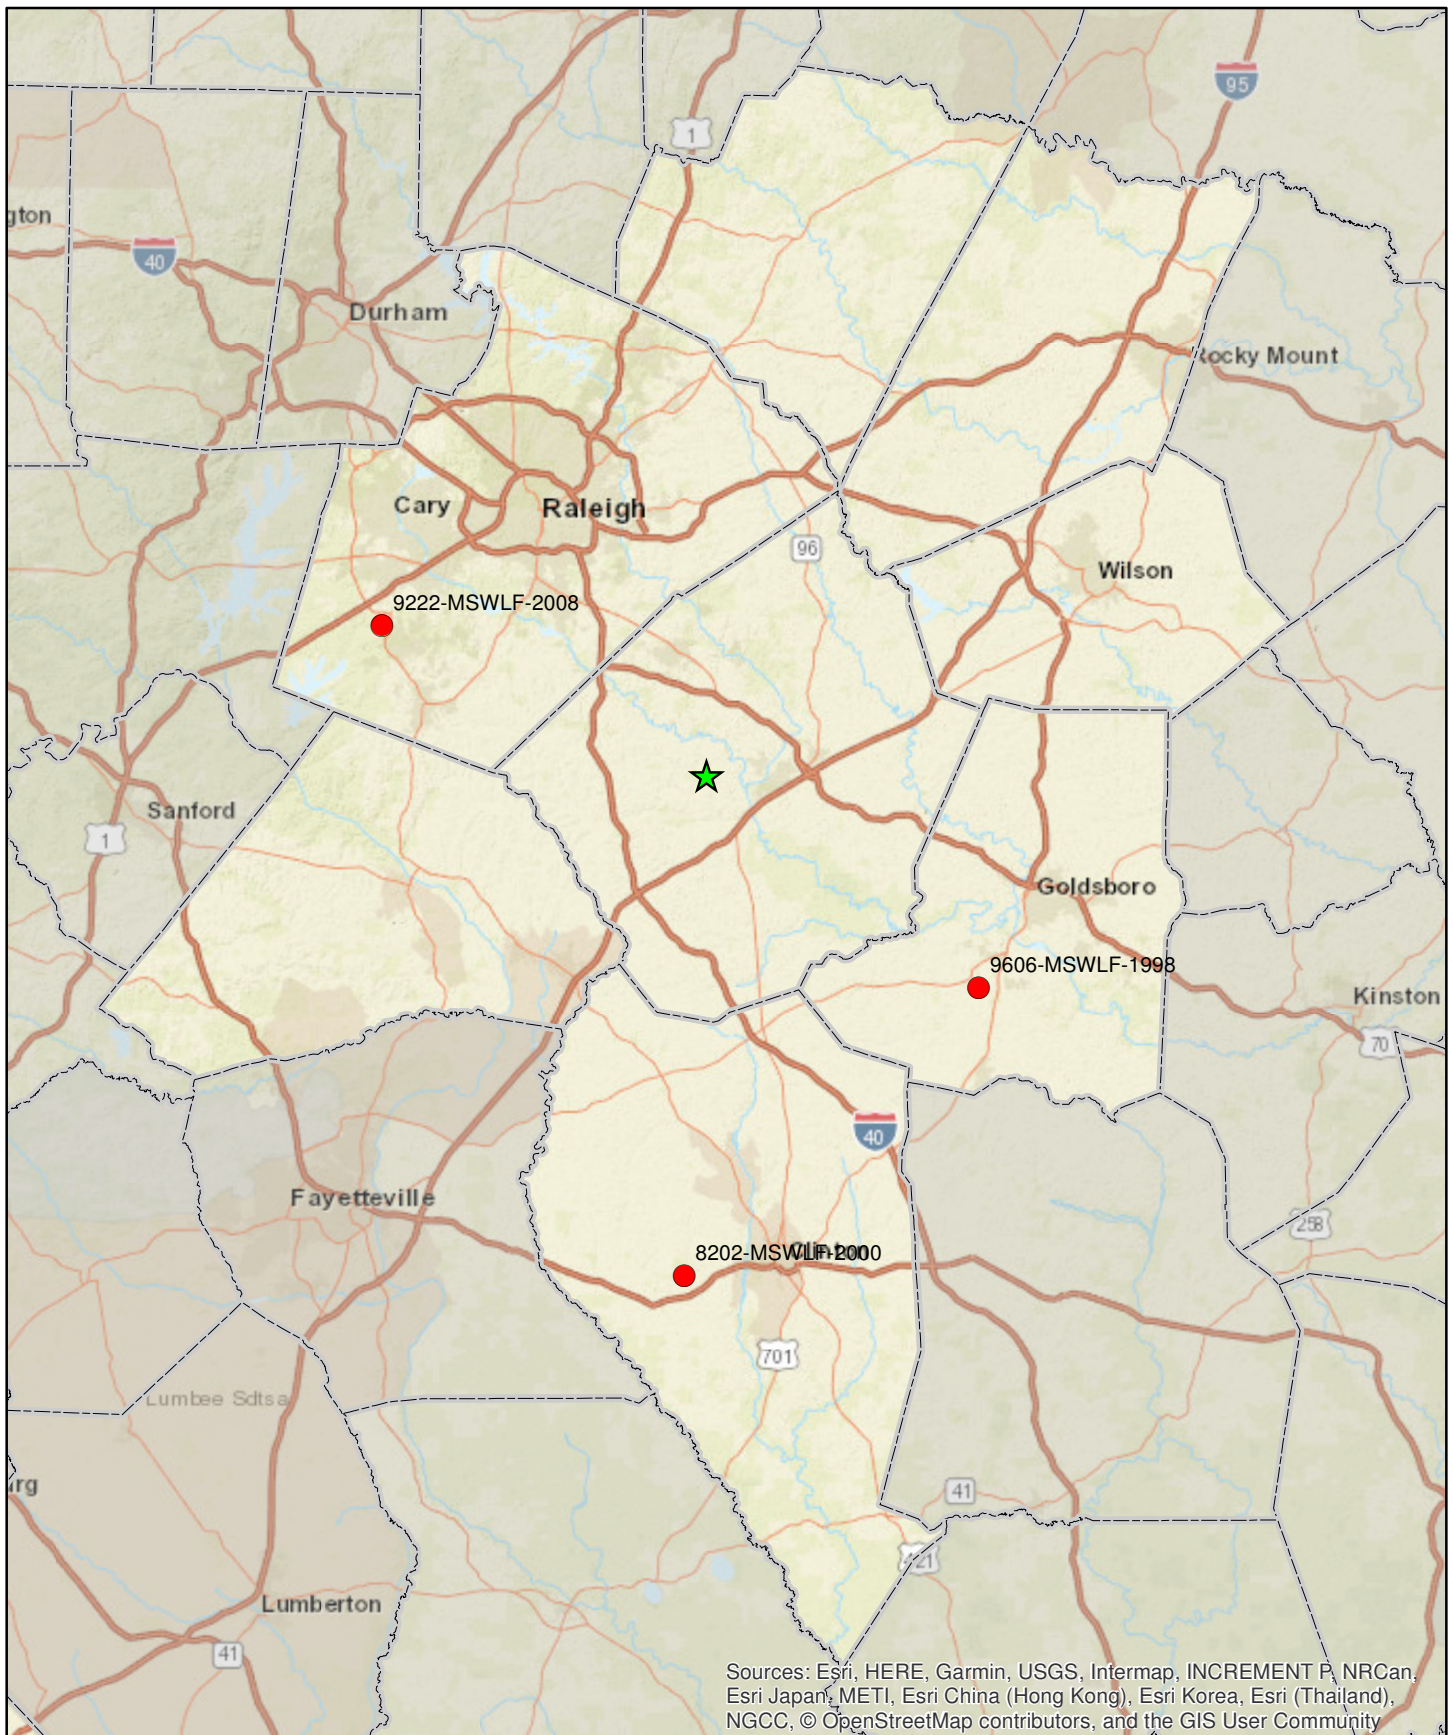 95
1
gton
40
Durham
Rocky Mount
Cary
Raleigh
96
Wilson
9222-MSWLF-2008
Sanford
1
Goldsboro
9606-MSWLF-1998
Kinston
70
40
Fayetteville
258
8202-MSWLF-2000
Clinton
701
Lumbee Sdtsa
41
rg
421
Lumberton
41
Sources: Esri, HERE, Garmin, USGS, Intermap, INCREMENT P, NRCan,
Esri Japan, METI, Esri China (Hong Kong), Esri Korea, Esri (Thailand),
NGCC, © OpenStreetMap contributors, and the GIS User Community